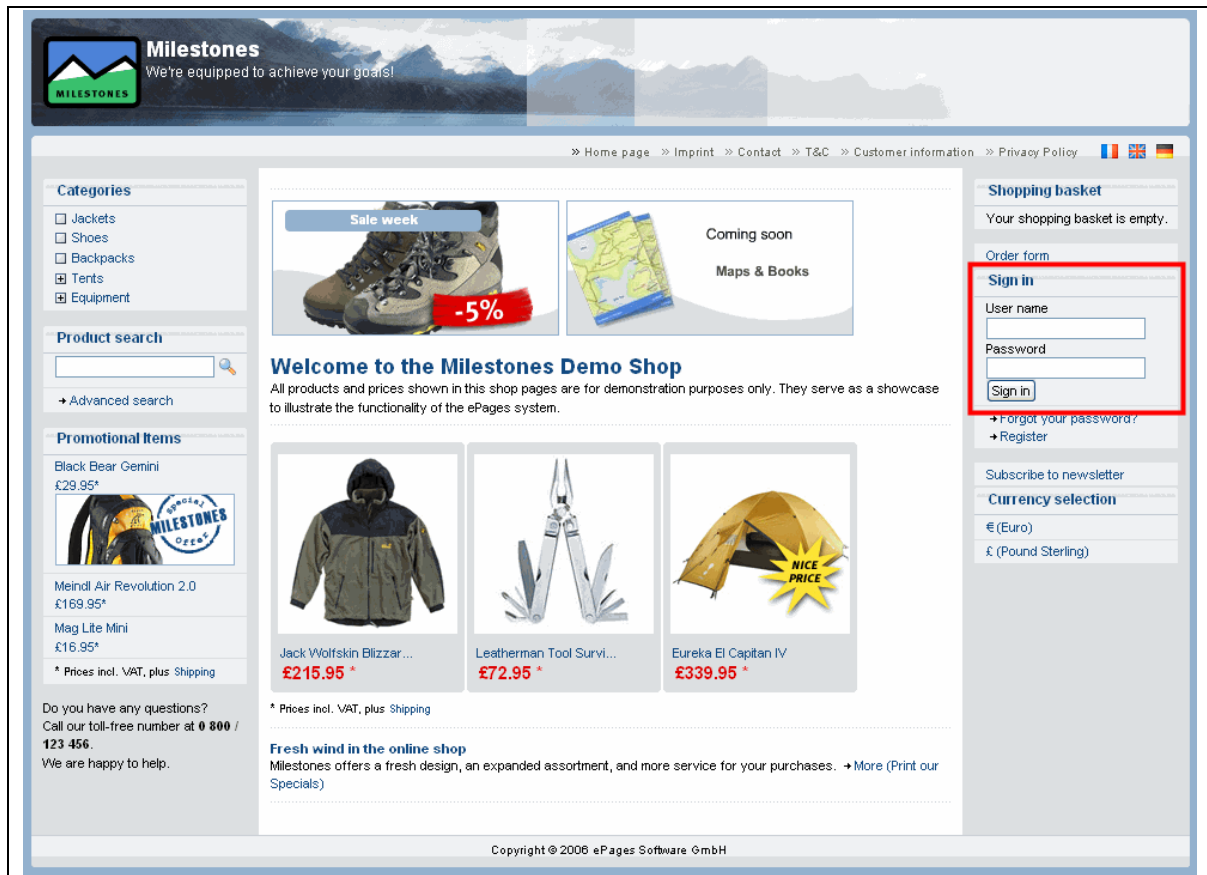 Milestones
We're equipped to achieve your goals!
MILESTONES
» Home page » Imprint » Contact » T&C » Customer information » Privacy Policy
Categories
Jackets
Shoes
Backpacks
Tents
Equipment
Product search
Advanced search
Promotional Items
Black Bear Gemini
£29.95*
Special
MILESTONES
Offer
Meindl Air Revolution 2.0
£169.95*
Mag Lite Mini
£16.95*
* Prices incl. VAT, plus Shipping
Do you have any questions?
Call our toll-free number at 0 800 /
123 456.
We are happy to help.
Sale week
-5%
Coming soon
Maps & Books
Welcome to the Milestones Demo Shop
All products and prices shown in this shop pages are for demonstration purposes only. They serve as a showcase
to illustrate the functionality of the ePages system.
NICE
PRICE
Jack Wolfskin Blizzar...
£215.95 *
Leatherman Tool Survi...
£72.95 *
Eureka El Capitan IV
£339.95 *
* Prices incl. VAT, plus Shipping
Fresh wind in the online shop
Milestones offers a fresh design, an expanded assortment, and more service for your purchases. More (Print our
Specials)
Shopping basket
Your shopping basket is empty.
Order form
Sign in
User name
Password
Sign in
Forgot your password?
Register
Subscribe to newsletter
Currency selection
€ (Euro)
£ (Pound Sterling)
Copyright © 2006 ePages Software GmbH